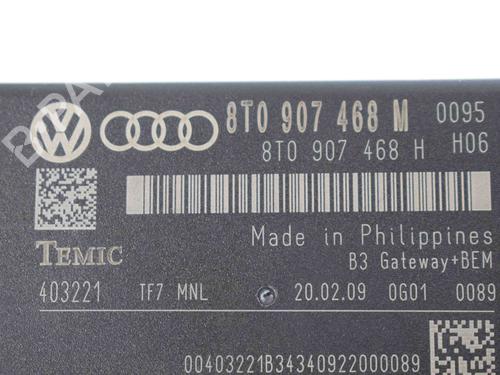 8T0 907 468 M 0095
8T0 907 468 H H06
TEMIC
Made in Philippines
B3 Gateway+BEM
403221 TF7 MNL 20.02.09 0G01 0089
00403221B34340922000089